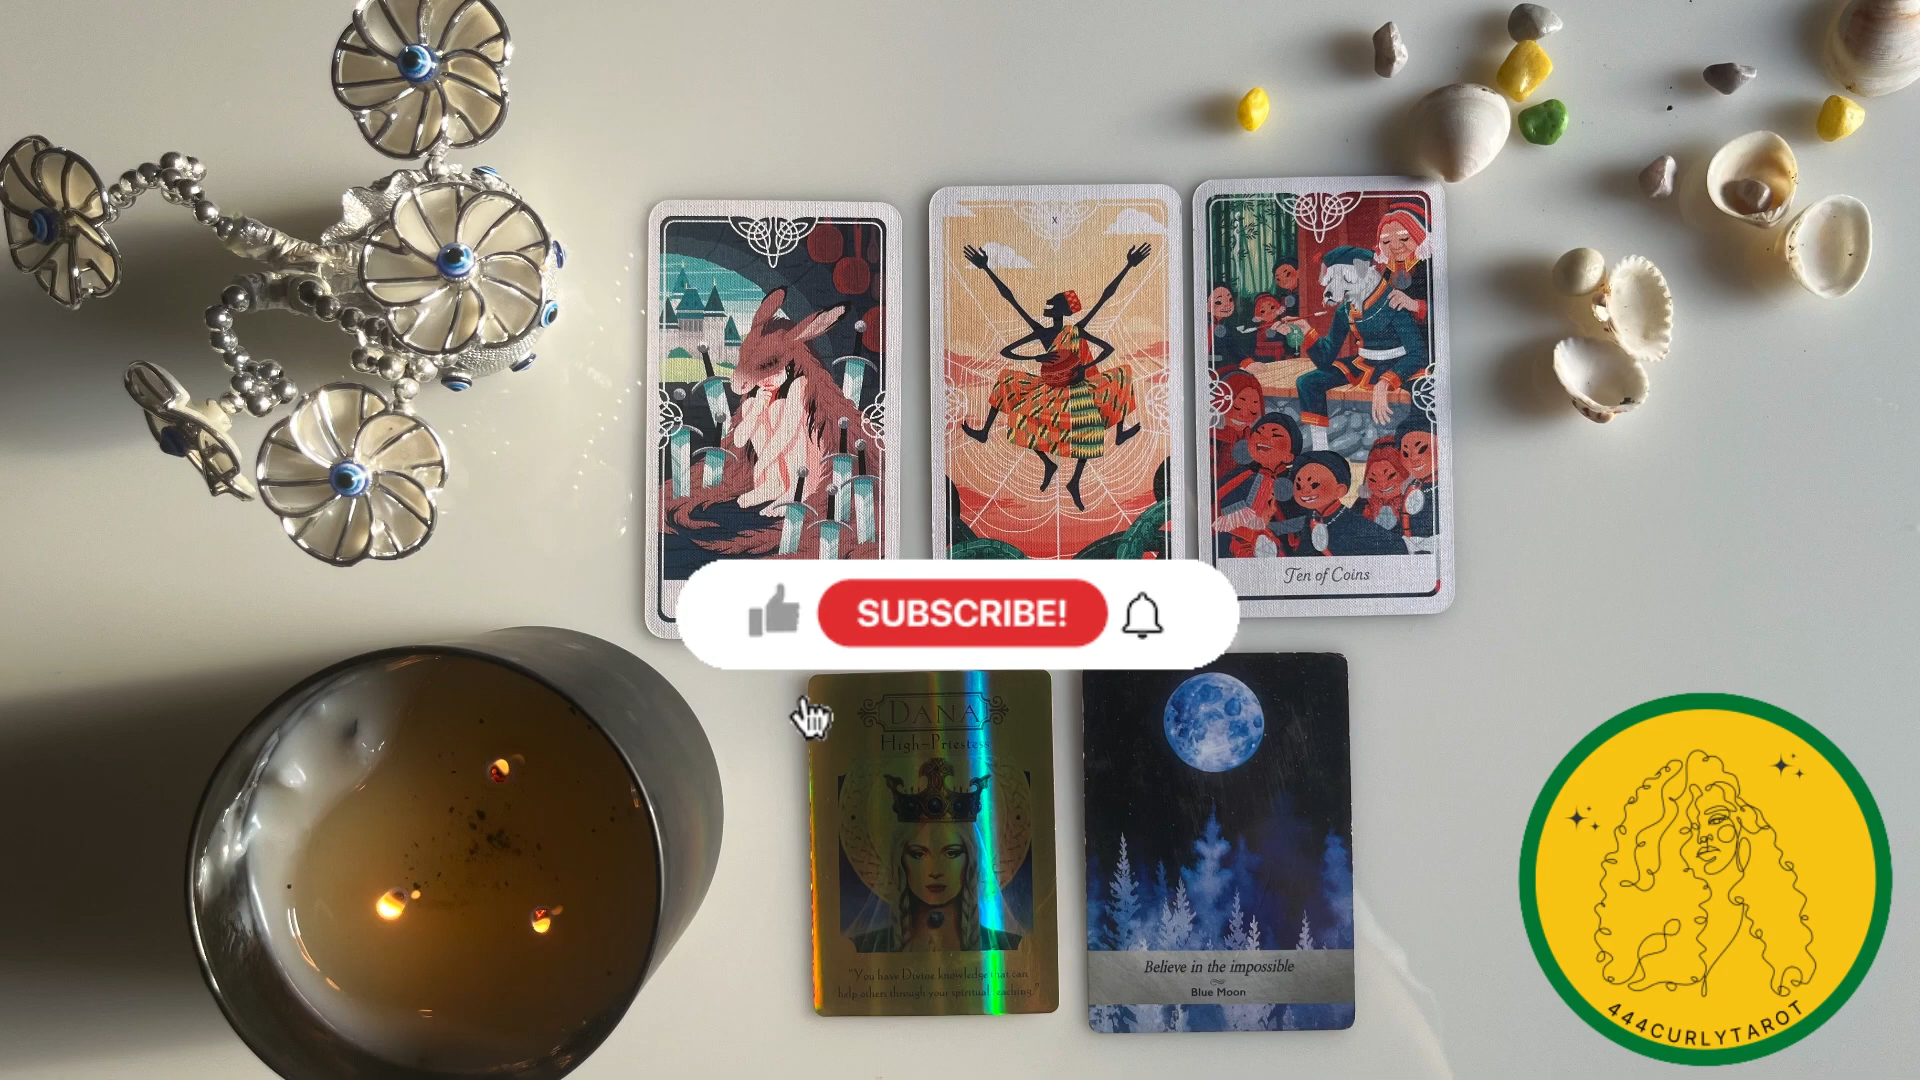 X
Ten of Coins
SUBSCRIBE!
DANA
High-Priestess
"You have Divine knowledge that can
help others through your spiritual teaching."
Believe in the impossible
Blue Moon
444CURLYTAROT